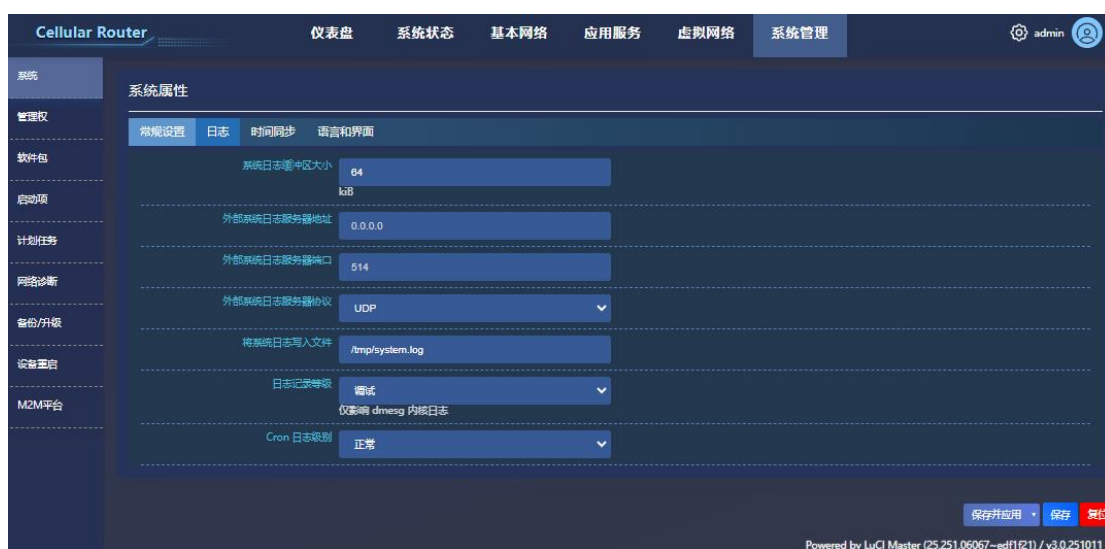 Cellular Router 仪表盘 系统状态 基本网络 应用服务 虚拟网络 系统管理 admin
系统
管理权
软件包
启动项
计划任务
网络诊断
备份/升级
设备重启
M2M平台
系统属性
常规设置 日志 时间同步 语言和界面
系统日志缓冲区大小 64
kiB
外部系统日志服务器地址 0.0.0.0
外部系统日志服务器端口 514
外部系统日志服务器协议 UDP
将系统日志写入文件 /tmp/system.log
日志记录等级 调试
仅影响 dmesg 内核日志
Cron 日志级别 正常
保存并应用 保存 复位
Powered by LuCI Master (25.251.06067~edf1f21) / v3.0.251011